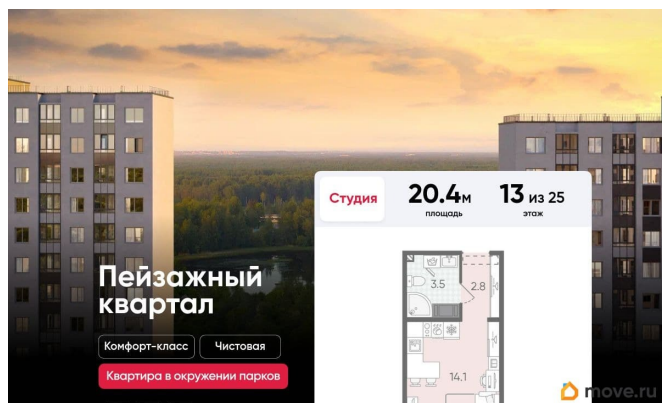 Студия
20.4м
площадь
13 из 25
этаж
3.5
2.8
Пейзажный
квартал
Комфорт-класс
Чистовая
14.1
Квартира в окружении парков
move.ru